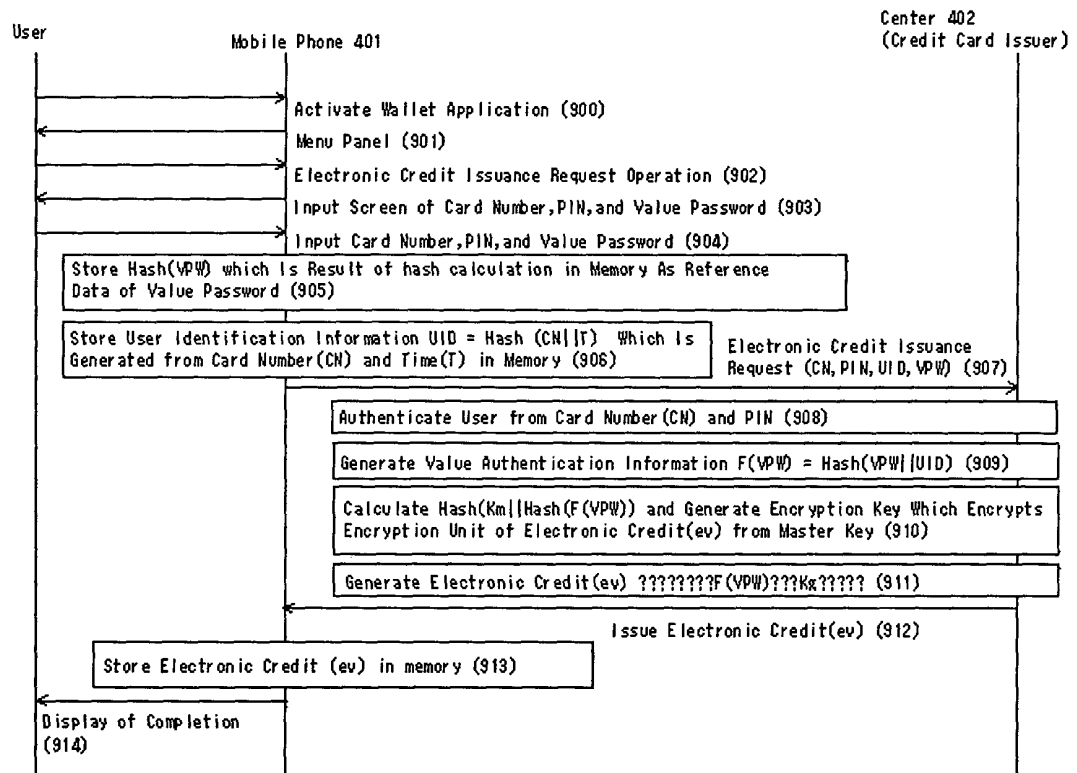 User
Mobile Phone 401
Center 402
(Credit Card Issuer)
Activate Wallet Application (900)
Menu Panel (901)
Electronic Credit Issuance Request Operation (902)
Input Screen of Card Number,PIN,and Value Password (903)
Input Card Number,PIN,and Value Password (904)
Store Hash(VPW) which Is Result of hash calculation in Memory As Reference
Data of Value Password (905)
Store User Identification Information UID = Hash (CN||T) Which Is
Generated from Card Number(CN) and Time(T) in Memory (906)
Electronic Credit Issuance
Request (CN,PIN,UID,VPW) (907)
Authenticate User from Card Number(CN) and PIN (908)
Generate Value Authentication Information F(VPW) = Hash(VPW||UID) (909)
Calculate Hash(Km||Hash(F(VPW)) and Generate Encryption Key Which Encrypts
Encryption Unit of Electronic Credit(ev) from Master Key (910)
Generate Electronic Credit(ev) ????????F(VPW)???Kg????? (911)
Issue Electronic Credit(ev) (912)
Store Electronic Credit (ev) in memory (913)
Display of Completion
(914)